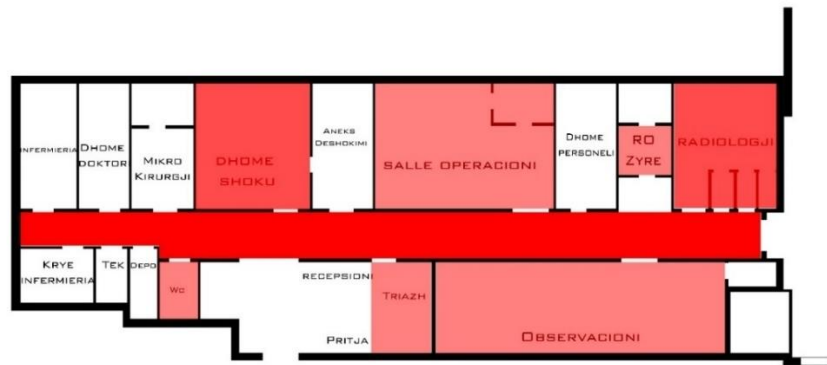 INFERMIERIA
DHOME
DOKTORI
MIKRO
KIRURGJI
DHOME
SHOKU
ANEKS
DESHOKIMI
SALLE OPERACIONI
DHOME
PERSONELI
RO
ZYRE
RADIOLOGJI
KRYE
INFERMIERIA
TEK
DEPO
WC
RECEPSIONI
PRITJA
TRIAZH
OBSERVACIONI